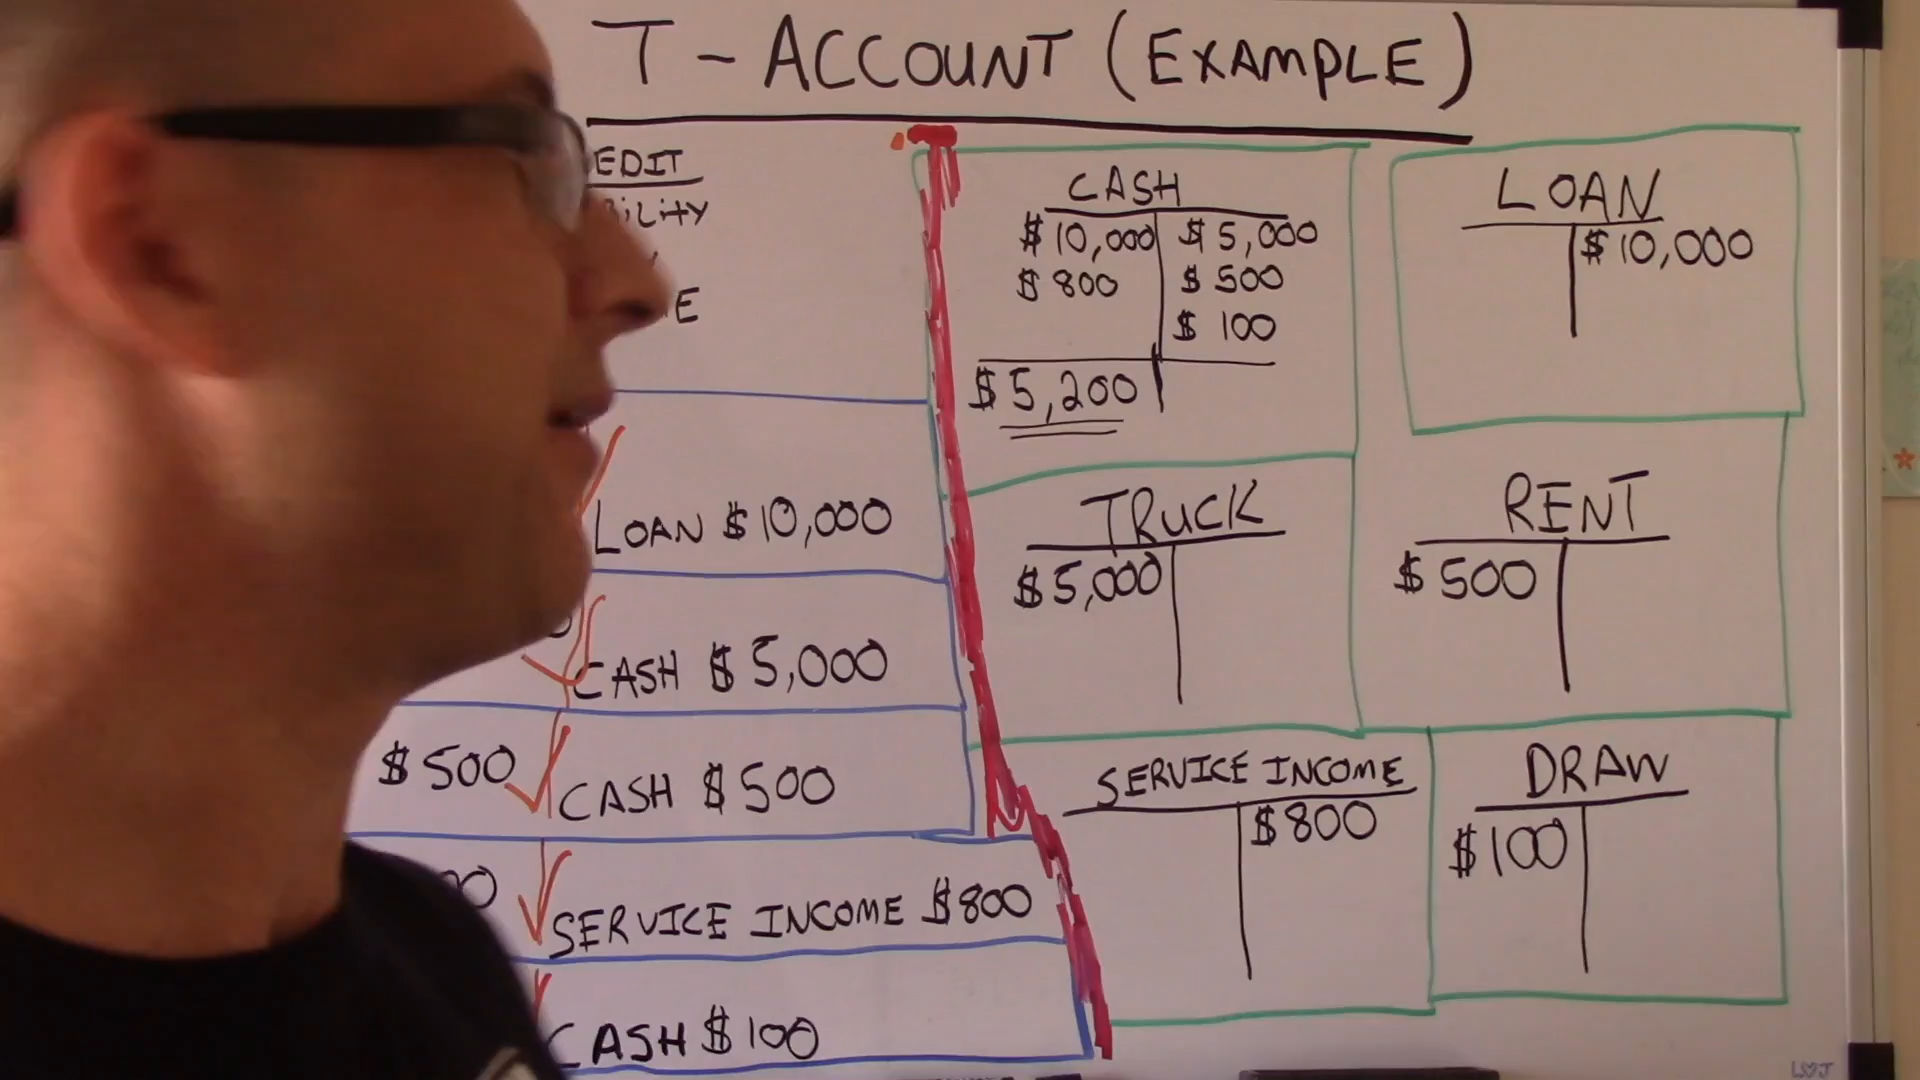 T - ACCOUNT (EXAMPLE)
EDIT
BILITY
E
LOAN $10,000
CASH $5,000
$500 CASH $500
SERVICE INCOME $800
CASH $100
CASH
$10,000 $5,000
$800 $500
$100
$5,200
LOAN
$10,000
TRUCK
$5,000
RENT
$500
SERVICE INCOME
$800
DRAW
$100